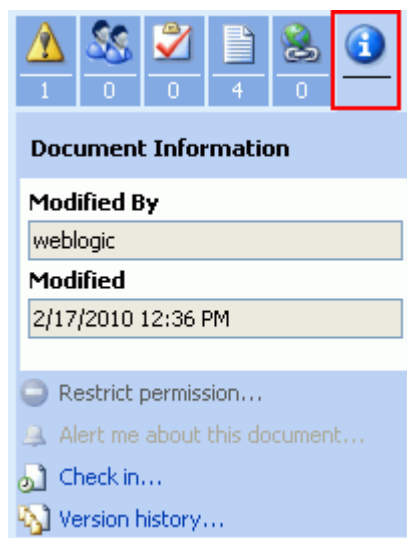 1 0 0 4 0
Document Information
Modified By
weblogic
Modified
2/17/2010 12:36 PM
Restrict permission...
Alert me about this document...
Check in...
Version history...